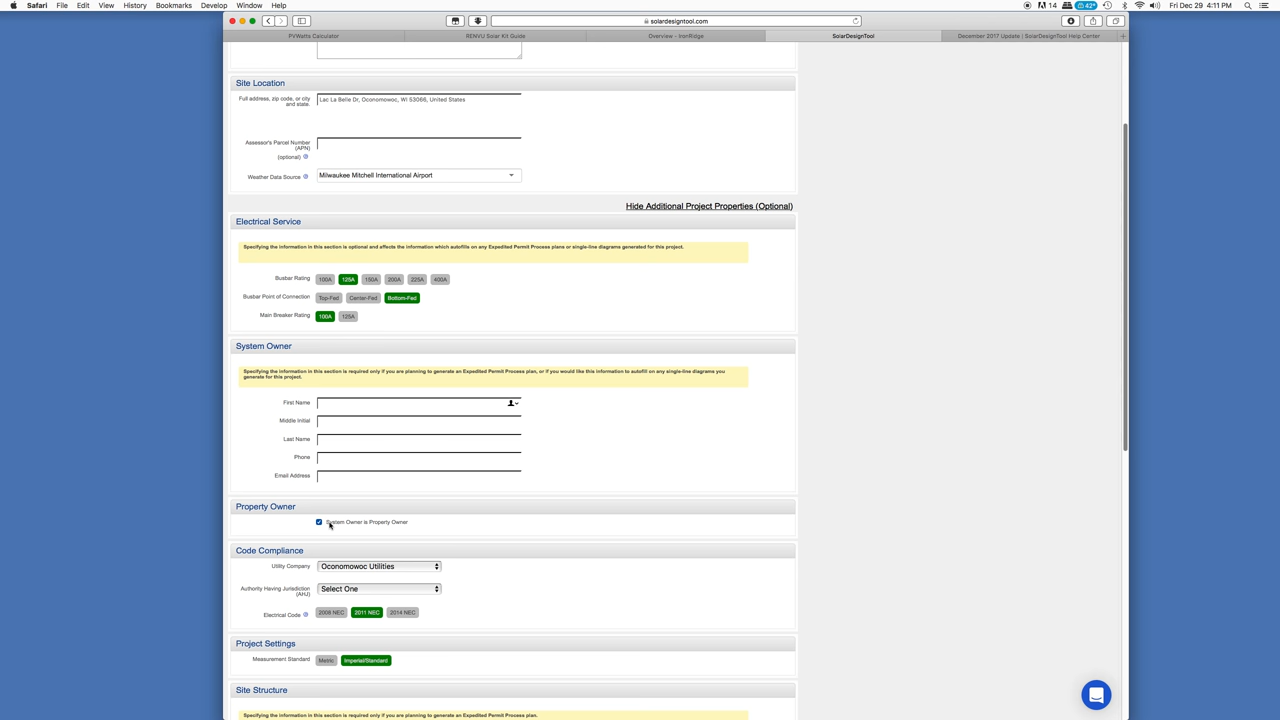 Safari File Edit View History Bookmarks Develop Window Help
14 42° Fri Dec 29 4:11 PM
solardesigntool.com
PVWatts Calculator RENVU Solar Kit Guide Overview - IronRidge SolarDesignTool December 2017 Update | SolarDesignTool Help Center
Site Location
Full address, zip code, or city
and state.
Lac La Belle Dr, Oconomowoc, WI 53066, United States
Assessor's Parcel Number
(APN)
(optional)
Weather Data Source
Milwaukee Mitchell International Airport
Hide Additional Project Properties (Optional)
Electrical Service
Specifying the information in this section is optional and affects the information which autofills on any Expedited Permit Process plans or single-line diagrams generated for this project.
Busbar Rating 100A 125A 150A 200A 225A 400A
Busbar Point of Connection Top-Fed Center-Fed Bottom-Fed
Main Breaker Rating 100A 125A
System Owner
Specifying the information in this section is required only if you are planning to generate an Expedited Permit Process plan, or if you would like this information to autofill on any single-line diagrams you
generate for this project.
First Name
Middle Initial
Last Name
Phone
Email Address
Property Owner
System Owner is Property Owner
Code Compliance
Utility Company Oconomowoc Utilities
Authority Having Jurisdiction
(AHJ)
Select One
Electrical Code 2008 NEC 2011 NEC 2014 NEC
Project Settings
Measurement Standard Metric Imperial/Standard
Site Structure
Specifying the information in this section is required only if you are planning to generate an Expedited Permit Process plan.